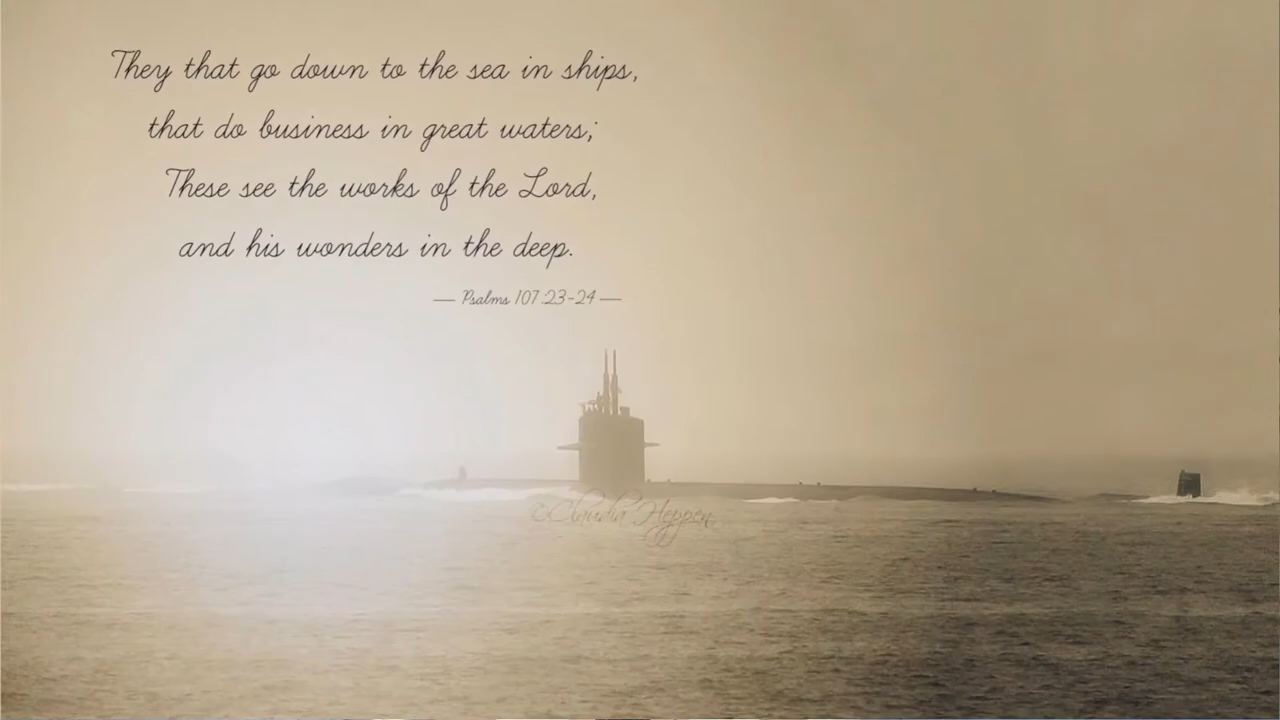 They that go down to the sea in ships,
that do business in great waters;
These see the works of the Lord,
and his wonders in the deep.
— Psalms 107:23-24 —
©Claudia Heppen